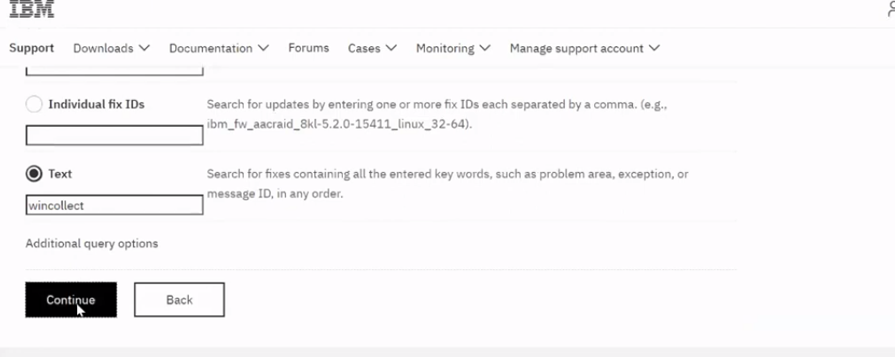 IBM
Support Downloads Documentation Forums Cases Monitoring Manage support account
Individual fix IDs
Search for updates by entering one or more fix IDs each separated by a comma. (e.g.,
ibm_fw_aacraid_8kl-5.2.0-15411_linux_32-64).
Text
Search for fixes containing all the entered key words, such as problem area, exception, or
message ID, in any order.
wincollect
Additional query options
Continue Back